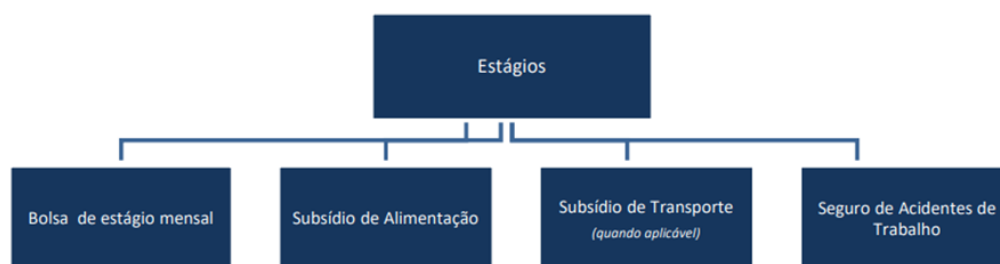 Estágios
Bolsa de estágio mensal
Subsídio de Alimentação
Subsídio de Transporte
(quando aplicável)
Seguro de Acidentes de
Trabalho